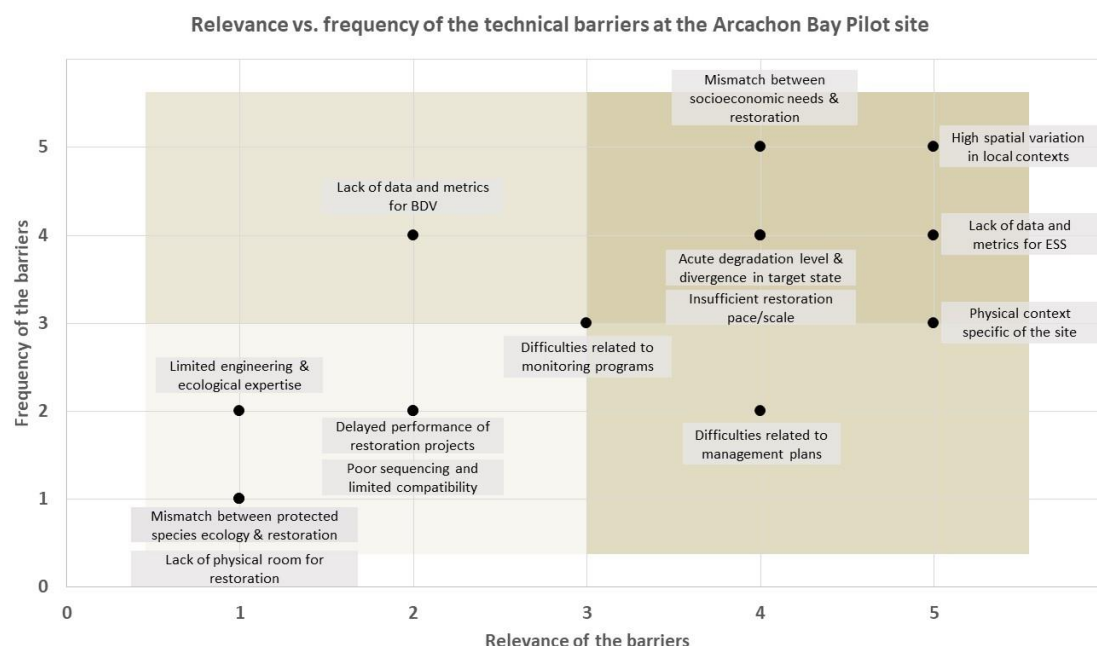 Relevance vs. frequency of the technical barriers at the Arcachon Bay Pilot site
Mismatch between
socioeconomic needs &
restoration
5
High spatial variation
in local contexts
Lack of data and metrics
for BDV
Frequency of the barriers
4
Lack of data and
metrics for ESS
Acute degradation level &
divergence in target state
Insufficient restoration
pace/scale
3
Physical context
specific of the site
Difficulties related to
monitoring programs
Limited engineering &
ecological expertise
2
Delayed performance of
restoration projects
Difficulties related to
management plans
Poor sequencing and
limited compatibility
1
Mismatch between protected
species ecology & restoration
Lack of physical room for
restoration
0
0 1 2 3 4 5
Relevance of the barriers